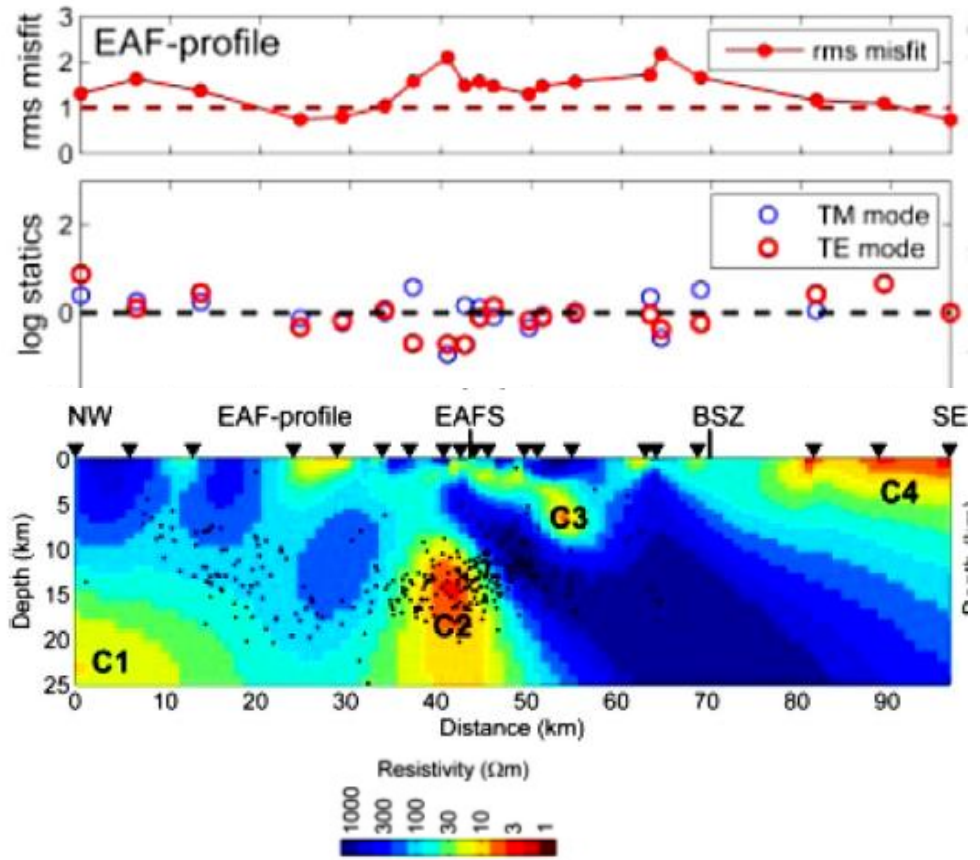 3
2
1
0
rms misfit
EAF-profile
rms misfit
2
0
log statics
TM mode
TE mode
NW EAF-profile EAFS BSZ SE
0
5
10
15
20
25
Depth (km)
C1
C2
C3
C4
0 10 20 30 40 50 60 70 80 90
Distance (km)
Resistivity (Ωm)
1000 300 100 30 10 3 1